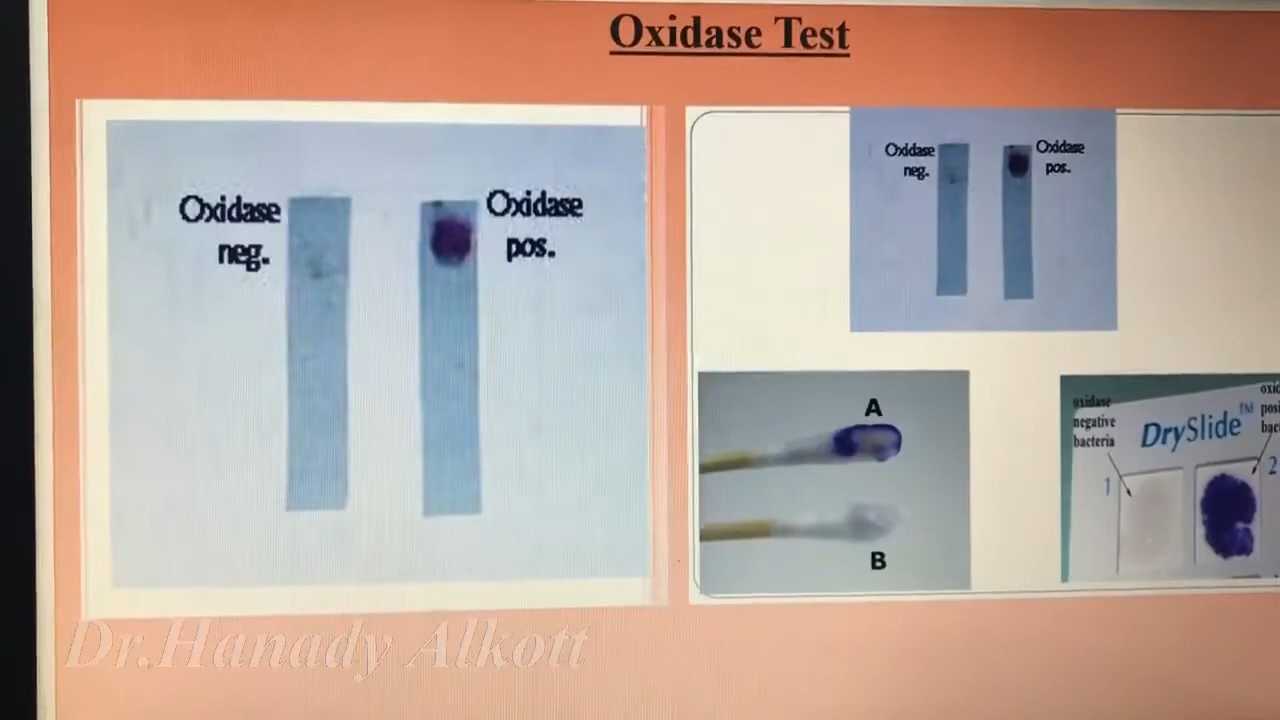 Oxidase Test
Oxidase
neg.
Oxidase
pos.
Oxidase
neg.
Oxidase
pos.
A
B
oxidase
negative
bacteria
DrySlide™
1
2
Dr.Hanady Alkott